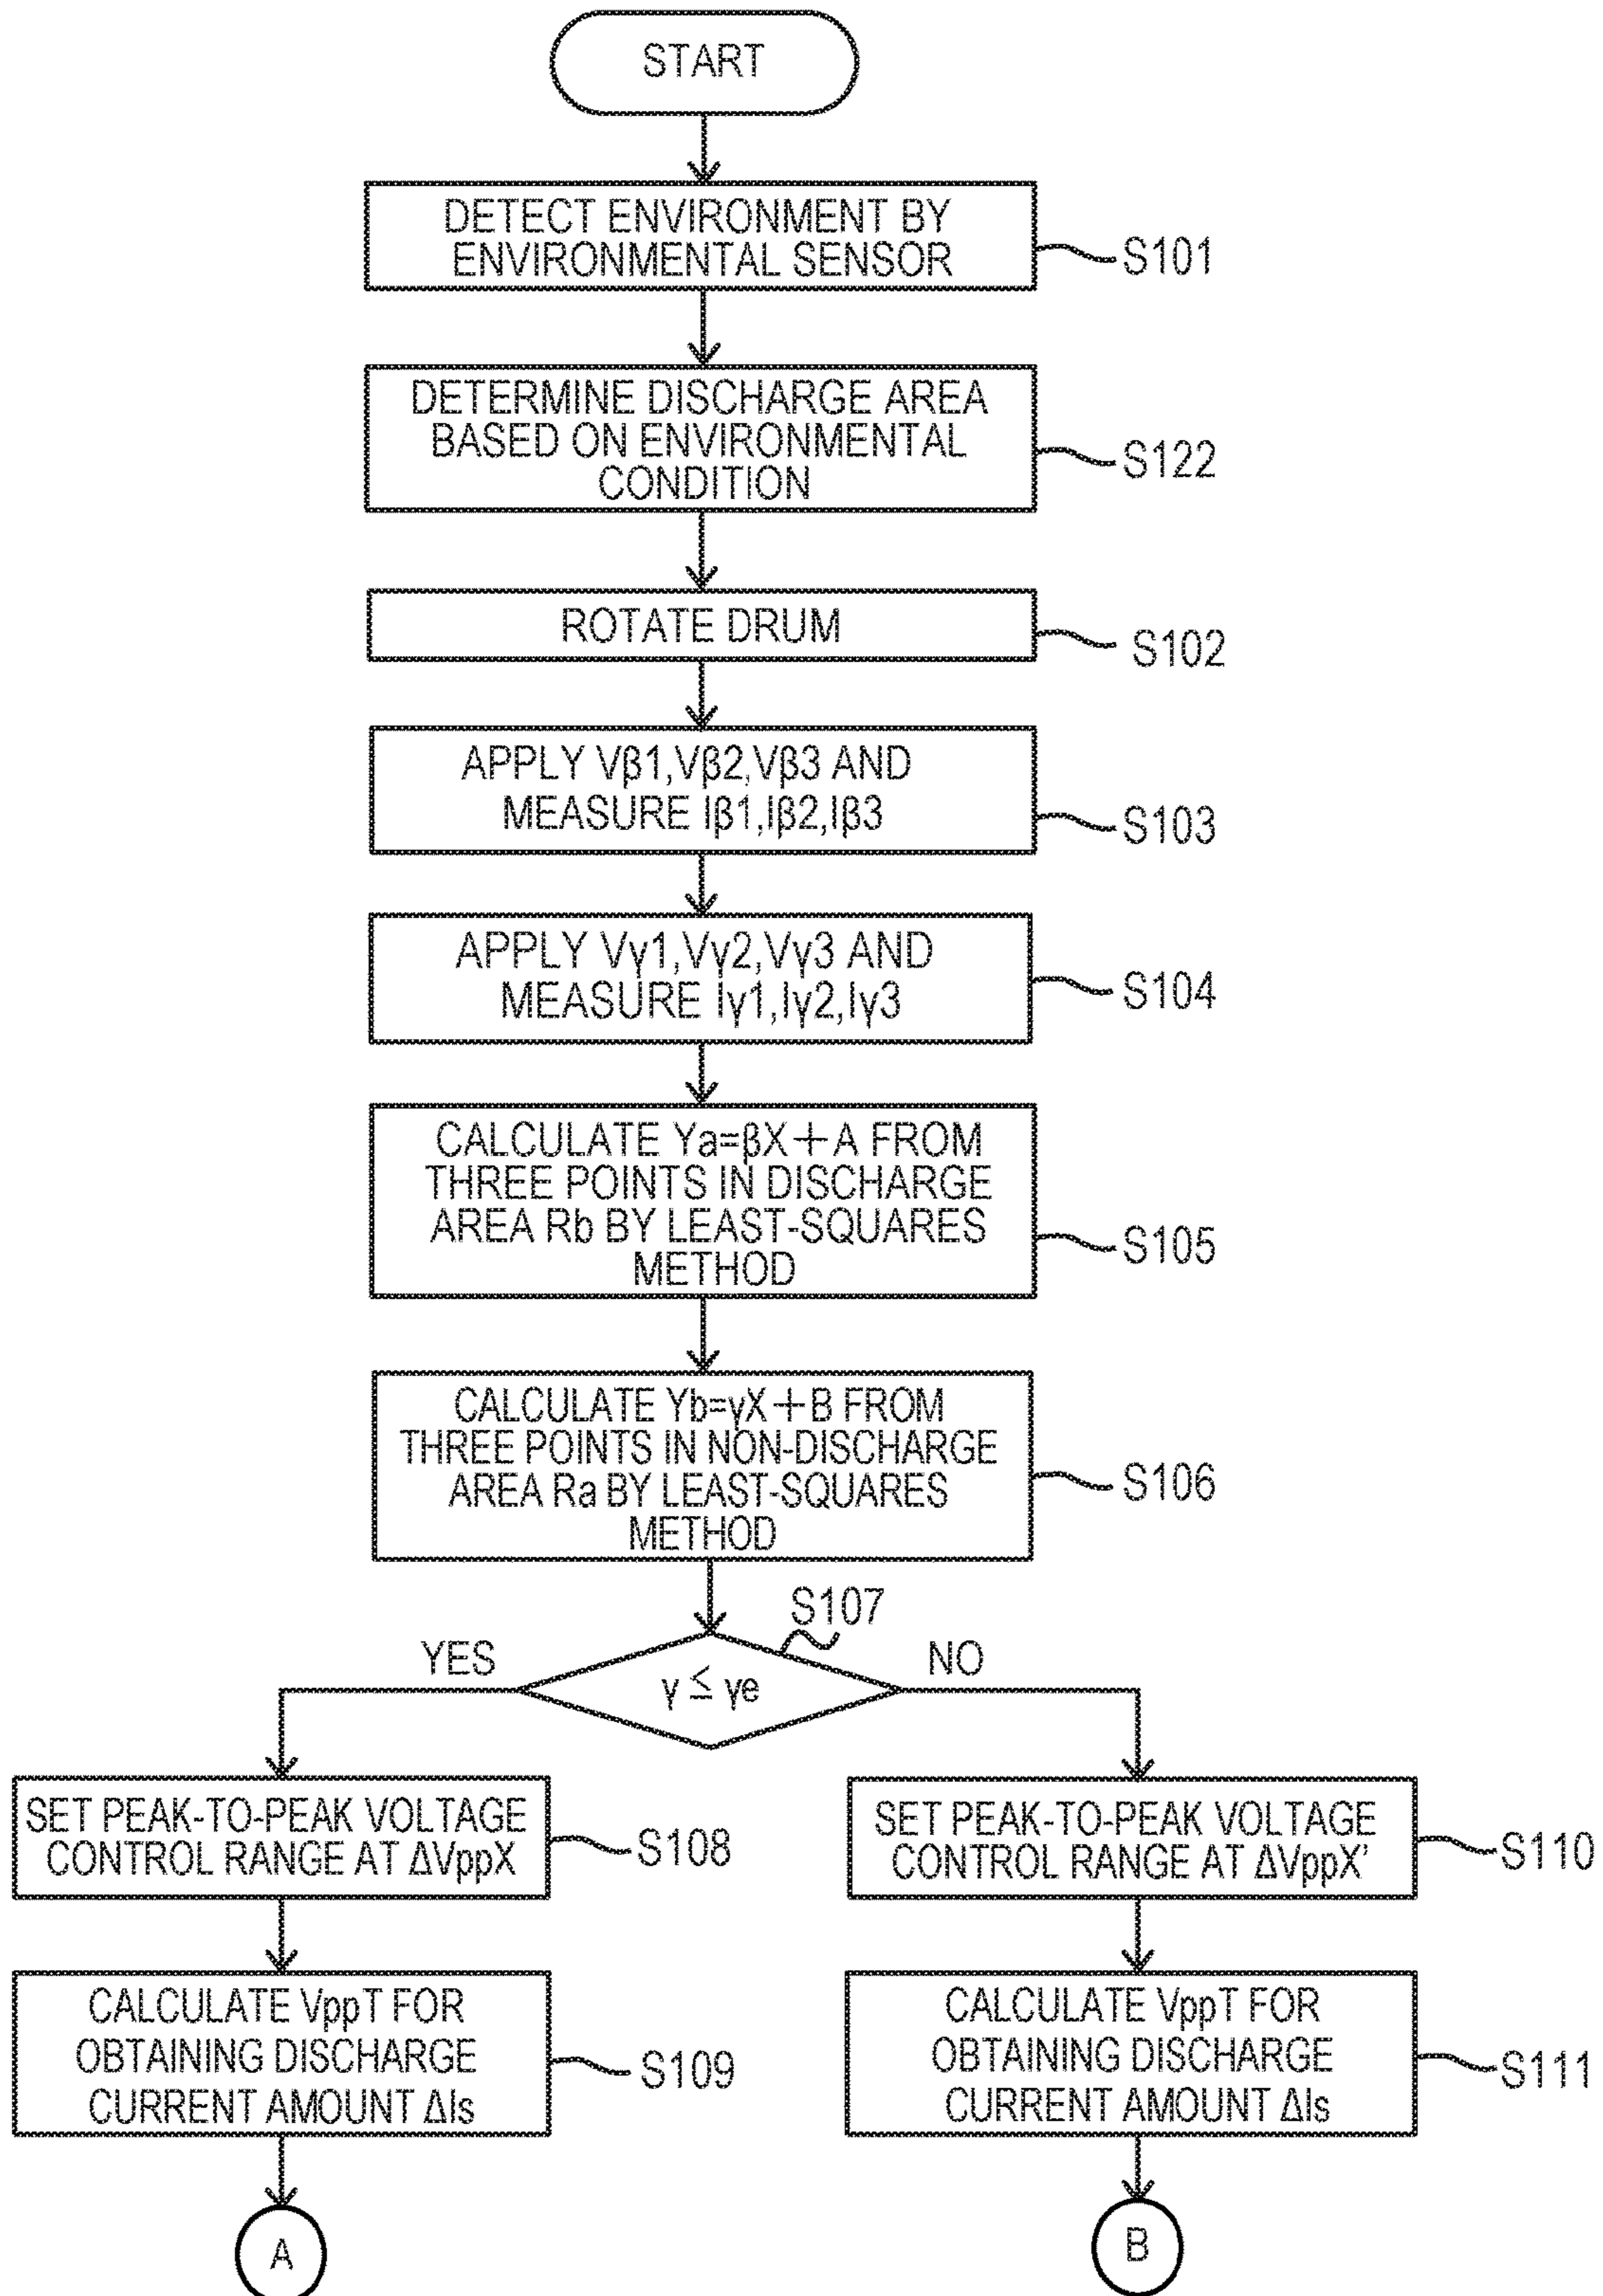 START
DETECT ENVIRONMENT BY
ENVIRONMENTAL SENSOR
S101
DETERMINE DISCHARGE AREA
BASED ON ENVIRONMENTAL
CONDITION
S122
ROTATE DRUM
S102
APPLY Vβ1,Vβ2,Vβ3 AND
MEASURE Iβ1,Iβ2,Iβ3
S103
APPLY Vγ1,Vγ2,Vγ3 AND
MEASURE Iγ1,Iγ2,Iγ3
S104
CALCULATE Ya=βX+A FROM
THREE POINTS IN DISCHARGE
AREA Rb BY LEAST-SQUARES
METHOD
S105
CALCULATE Yb=γX+B FROM
THREE POINTS IN NON-DISCHARGE
AREA Ra BY LEAST-SQUARES
METHOD
S106
S107
YES
γ ≤ γe
NO
SET PEAK-TO-PEAK VOLTAGE
CONTROL RANGE AT ΔVppX
S108
SET PEAK-TO-PEAK VOLTAGE
CONTROL RANGE AT ΔVppX'
S110
CALCULATE VppT FOR
OBTAINING DISCHARGE
CURRENT AMOUNT ΔIs
S109
CALCULATE VppT FOR
OBTAINING DISCHARGE
CURRENT AMOUNT ΔIs
S111
A
B